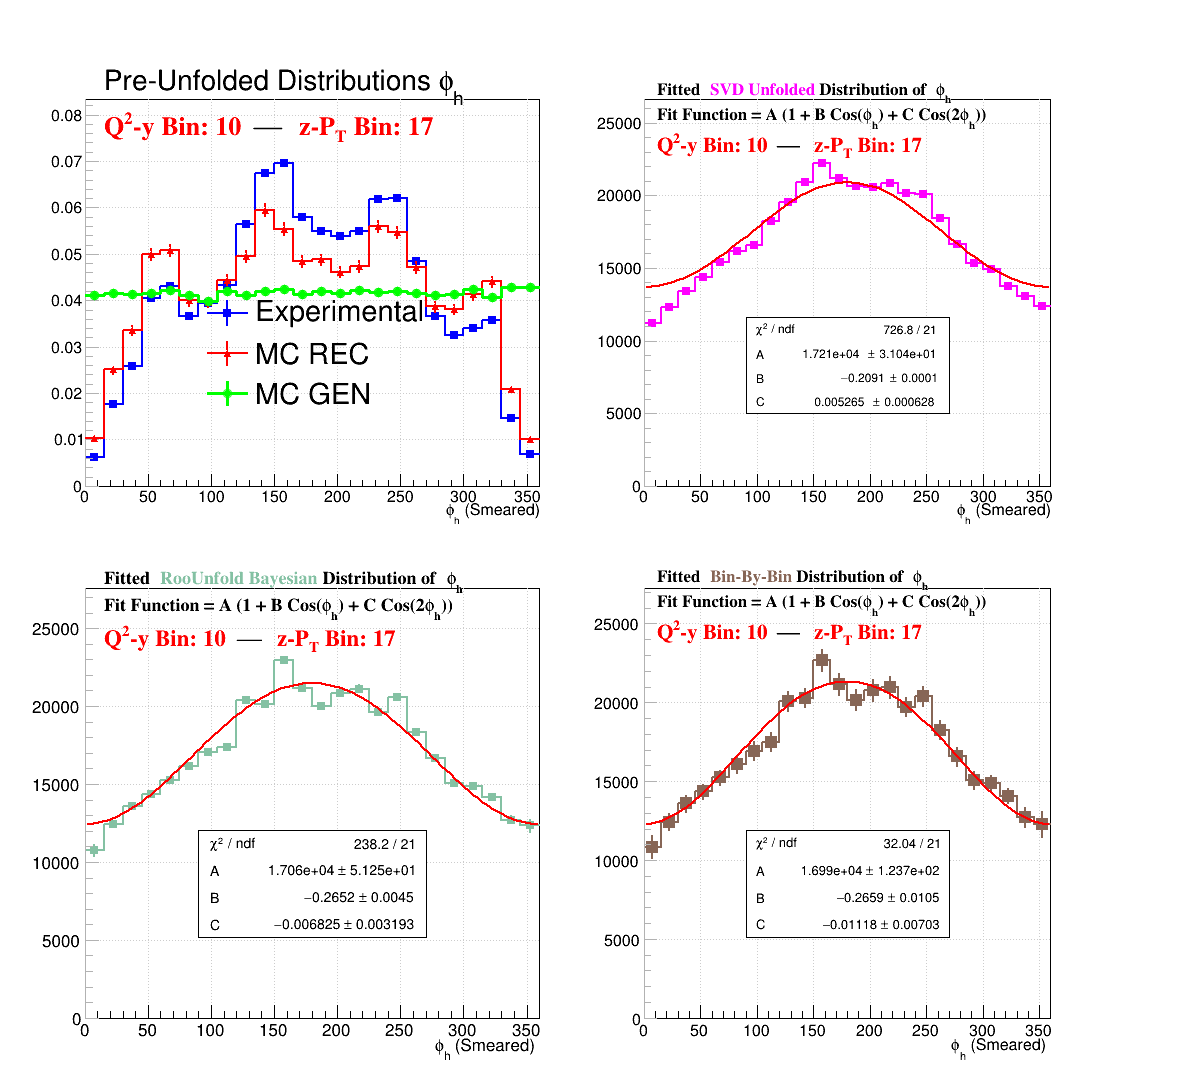 Pre-Unfolded Distributions ϕh
Q2-y Bin: 10 — z-PT Bin: 17
0.08
0.07
0.06
0.05
0.04
0.03
0.02
0.01
0
Experimental
MC REC
MC GEN
0 50 100 150 200 250 300 350
ϕh (Smeared)
Fitted SVD Unfolded Distribution of ϕh
Fit Function = A (1 + B Cos(ϕh) + C Cos(2ϕh))
Q2-y Bin: 10 — z-PT Bin: 17
25000
20000
15000
10000
5000
0
χ2 / ndf 726.8 / 21
A 1.721e+04 ± 3.104e+01
B −0.2091 ± 0.0001
C 0.005265 ± 0.000628
0 50 100 150 200 250 300 350
ϕh (Smeared)
Fitted RooUnfold Bayesian Distribution of ϕh
Fit Function = A (1 + B Cos(ϕh) + C Cos(2ϕh))
Q2-y Bin: 10 — z-PT Bin: 17
25000
20000
15000
10000
5000
0
χ2 / ndf 238.2 / 21
A 1.706e+04 ± 5.125e+01
B −0.2652 ± 0.0045
C −0.006825 ± 0.003193
0 50 100 150 200 250 300 350
ϕh (Smeared)
Fitted Bin-By-Bin Distribution of ϕh
Fit Function = A (1 + B Cos(ϕh) + C Cos(2ϕh))
Q2-y Bin: 10 — z-PT Bin: 17
25000
20000
15000
10000
5000
0
χ2 / ndf 32.04 / 21
A 1.699e+04 ± 1.237e+02
B −0.2659 ± 0.0105
C −0.01118 ± 0.00703
0 50 100 150 200 250 300 350
ϕh (Smeared)